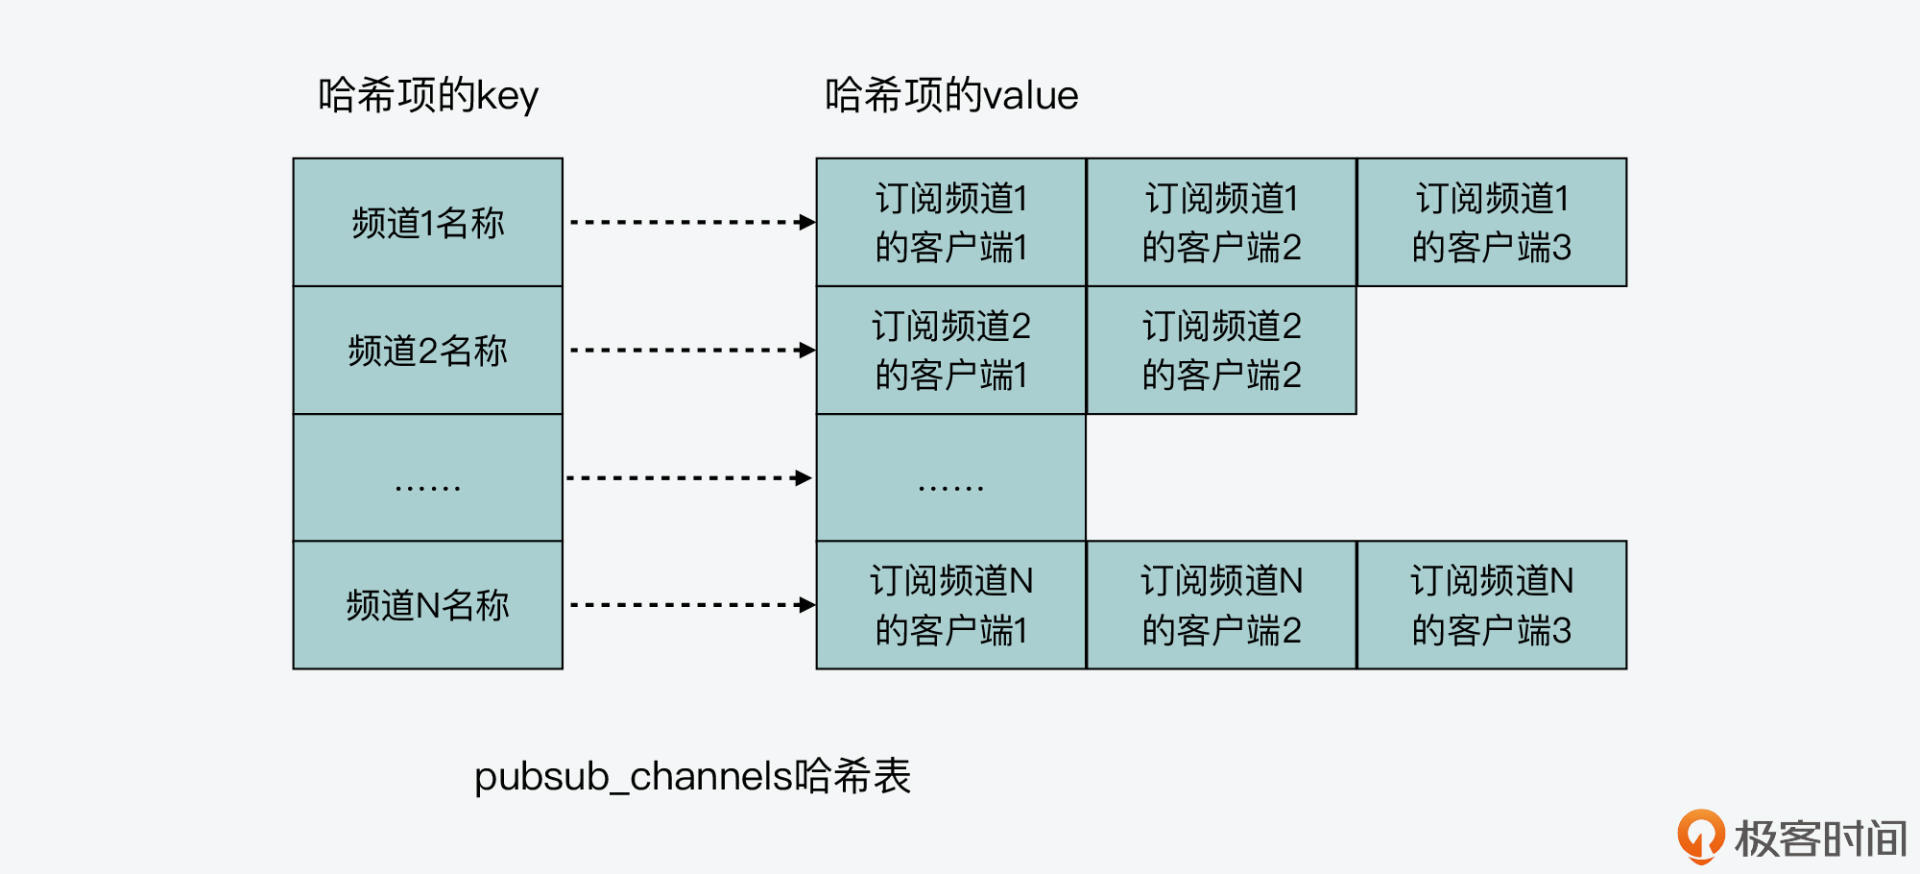 哈希项的key
哈希项的value
频道1名称
订阅频道1
的客户端1
订阅频道1
的客户端2
订阅频道1
的客户端3
频道2名称
订阅频道2
的客户端1
订阅频道2
的客户端2
……
……
频道N名称
订阅频道N
的客户端1
订阅频道N
的客户端2
订阅频道N
的客户端3
pubsub_channels哈希表
极客时间